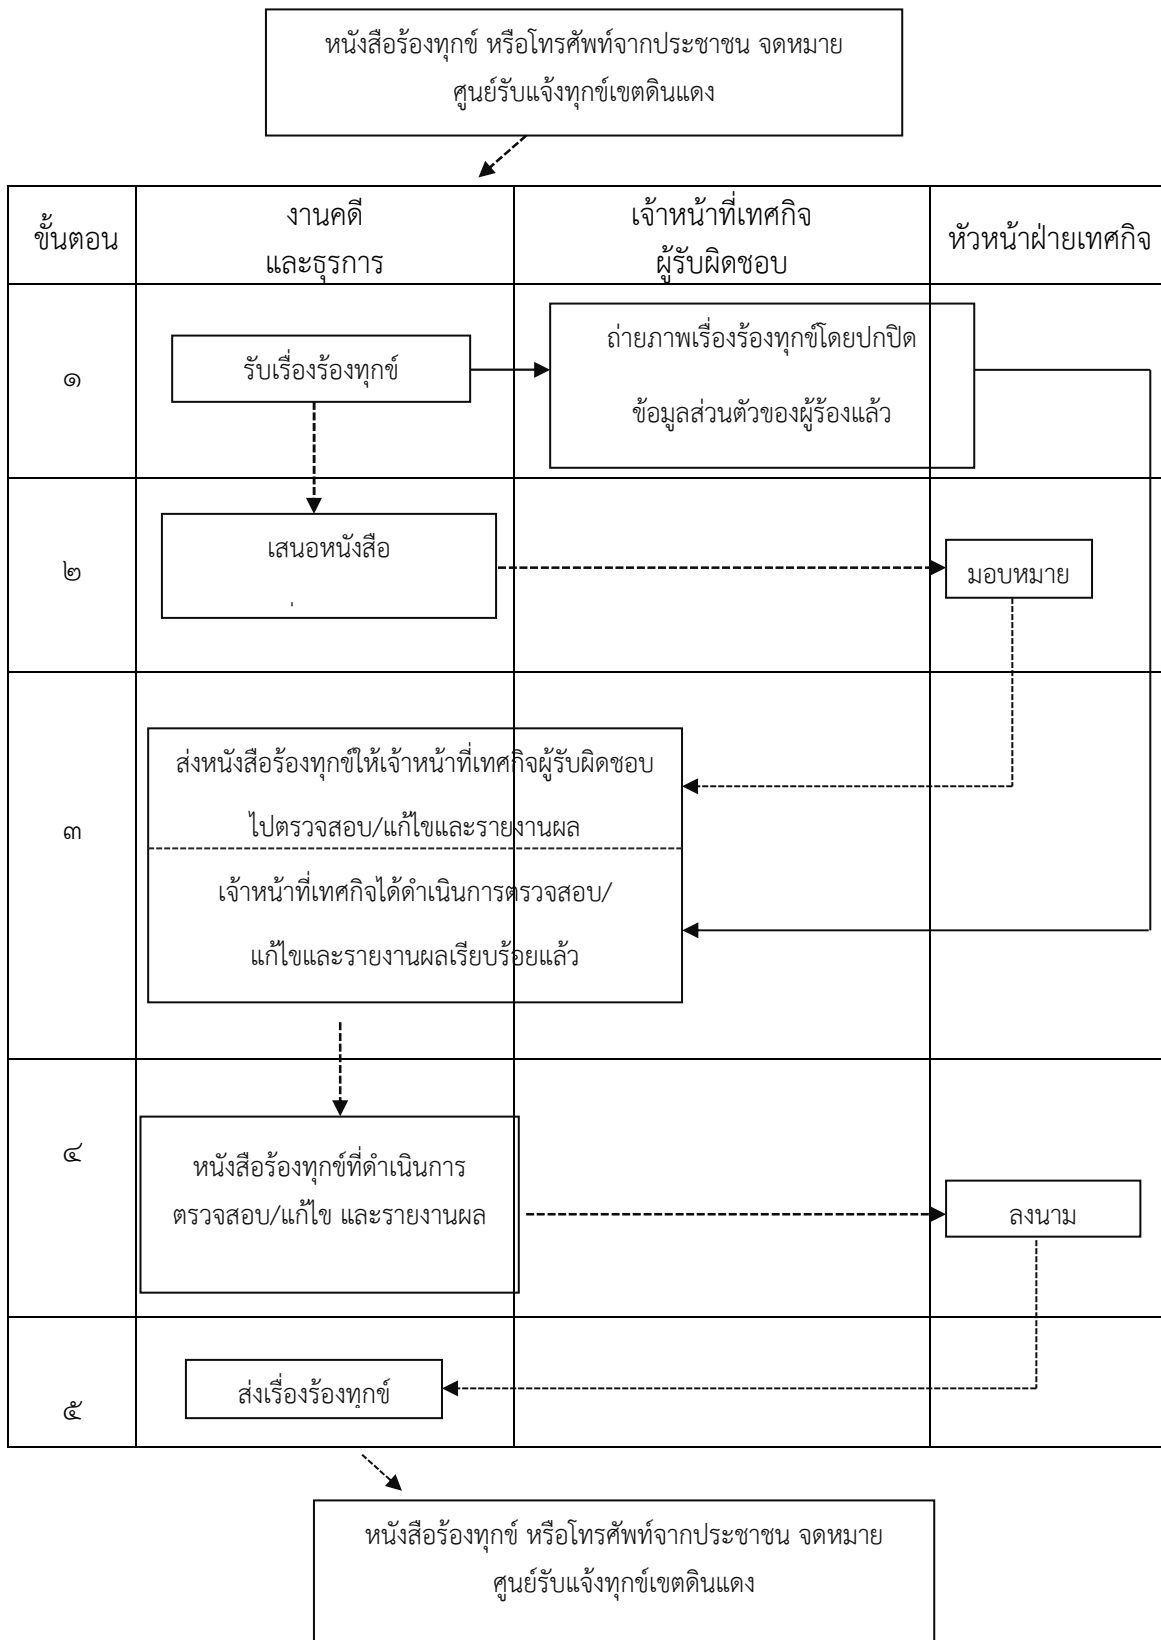 หนังสือร้องทุกข์ หรือโทรศัพท์จากประชาชน จดหมาย
ศูนย์รับแจ้งทุกข์เขตดินแดง
ขั้นตอน
งานคดี
และธุรการ
เจ้าหน้าที่เทศกิจ
ผู้รับผิดชอบ
หัวหน้าฝ่ายเทศกิจ
๑
รับเรื่องร้องทุกข์
ถ่ายภาพเรื่องร้องทุกข์โดยปกปิด
ข้อมูลส่วนตัวของผู้ร้องแล้ว
๒
เสนอหนังสือ
มอบหมาย
๓
ส่งหนังสือร้องทุกข์ให้เจ้าหน้าที่เทศกิจผู้รับผิดชอบ
ไปตรวจสอบ/แก้ไขและรายงานผล
เจ้าหน้าที่เทศกิจได้ดำเนินการตรวจสอบ/
แก้ไขและรายงานผลเรียบร้อยแล้ว
๔
หนังสือร้องทุกข์ที่ดำเนินการ
ตรวจสอบ/แก้ไข และรายงานผล
ลงนาม
๕
ส่งเรื่องร้องทุกข์
หนังสือร้องทุกข์ หรือโทรศัพท์จากประชาชน จดหมาย
ศูนย์รับแจ้งทุกข์เขตดินแดง